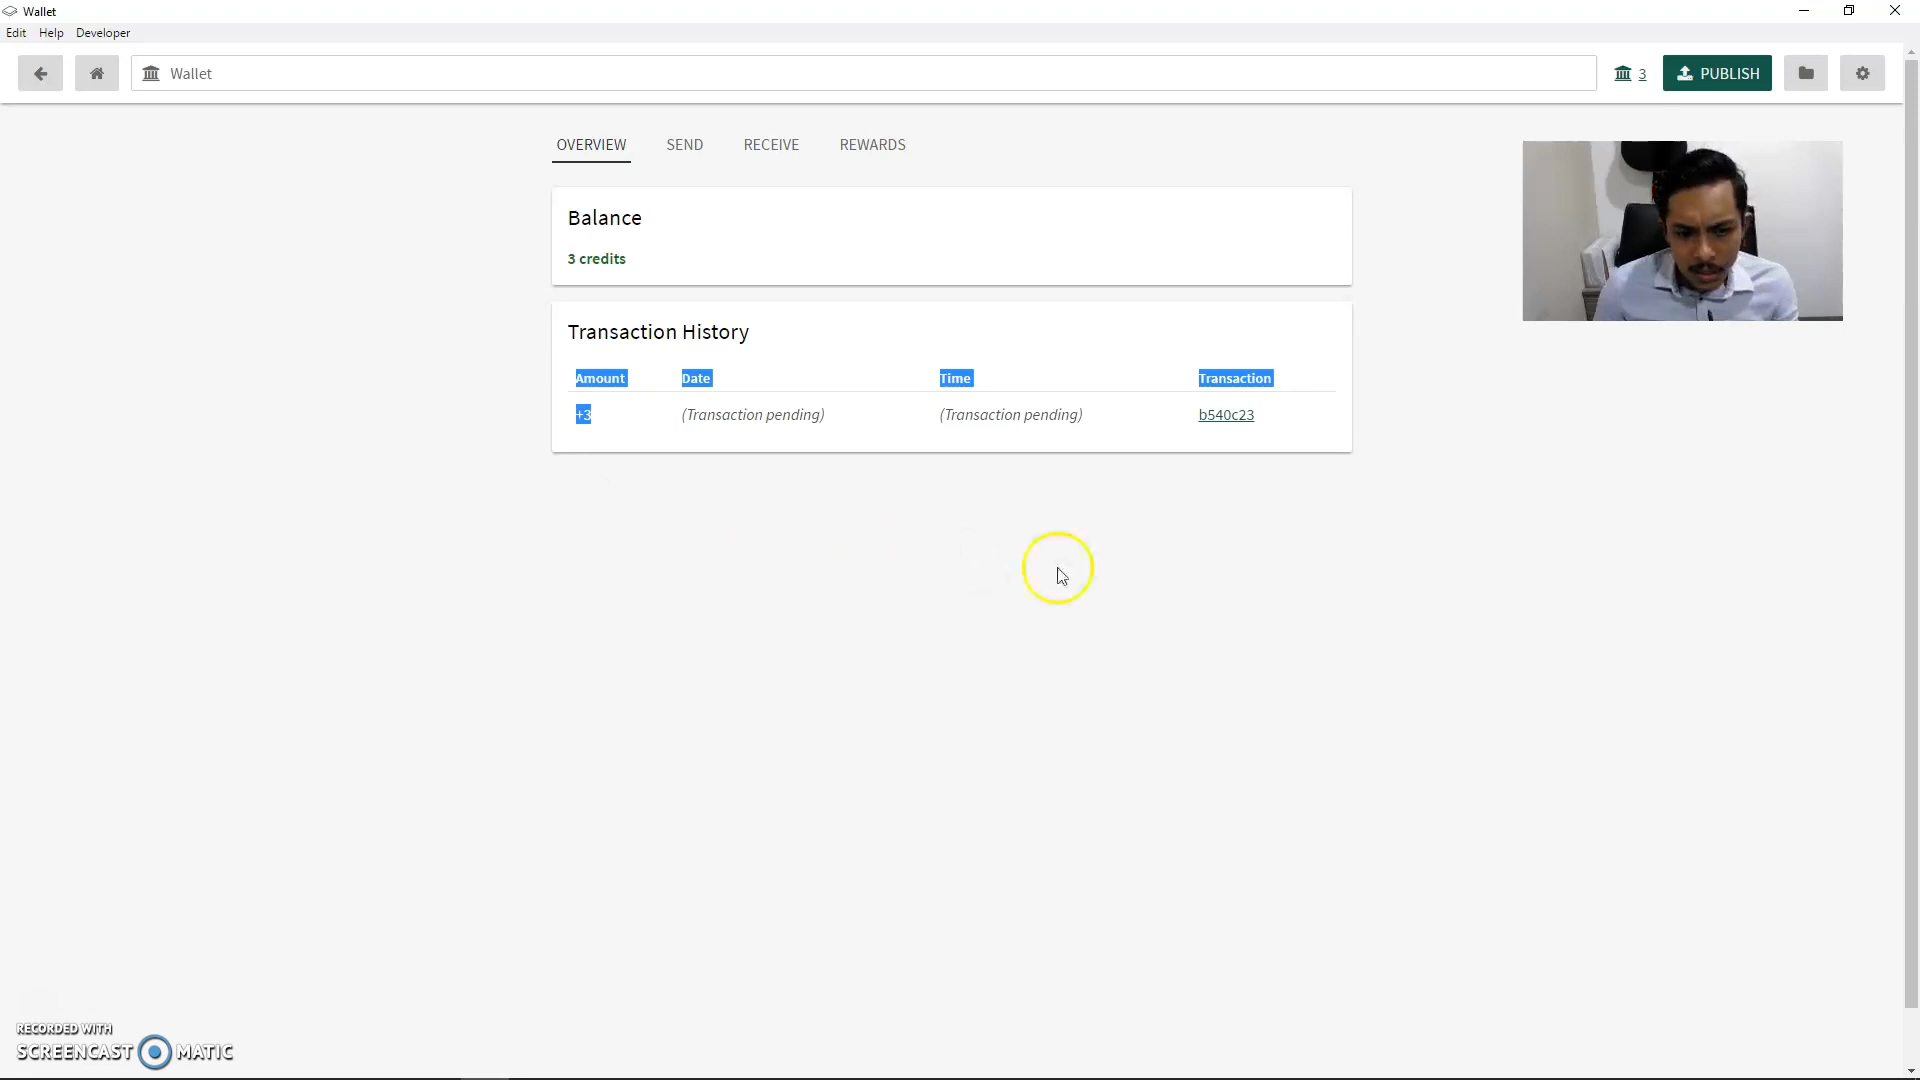 Wallet
Edit Help Developer
Wallet 3 PUBLISH
OVERVIEW SEND RECEIVE REWARDS
Balance
3 credits
Transaction History
Amount Date Time Transaction
+3 (Transaction pending) (Transaction pending) b540c23
RECORDED WITH
SCREENCAST MATIC